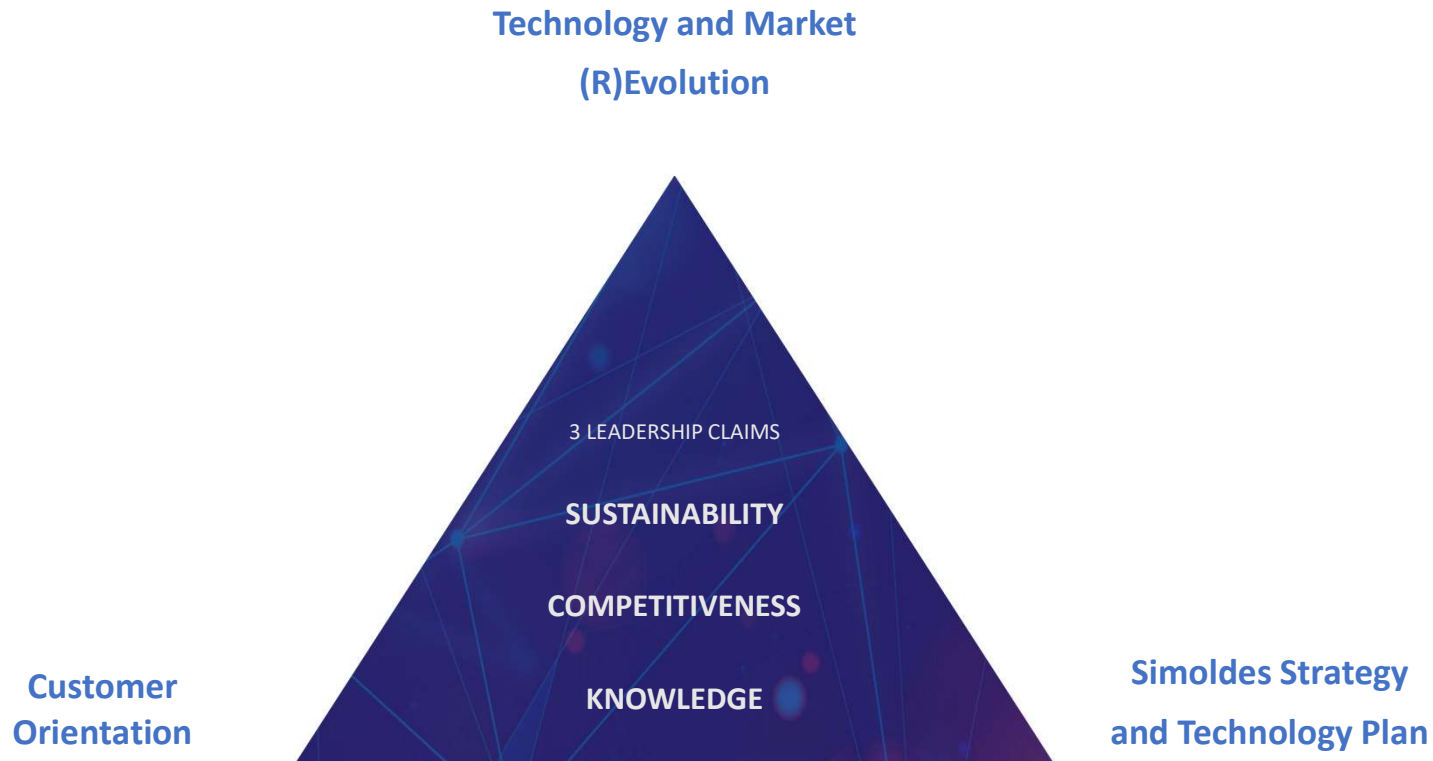 Technology and Market
(R)Evolution
3 LEADERSHIP CLAIMS
SUSTAINABILITY
COMPETITIVENESS
KNOWLEDGE
Customer
Orientation
Simoldes Strategy
and Technology Plan